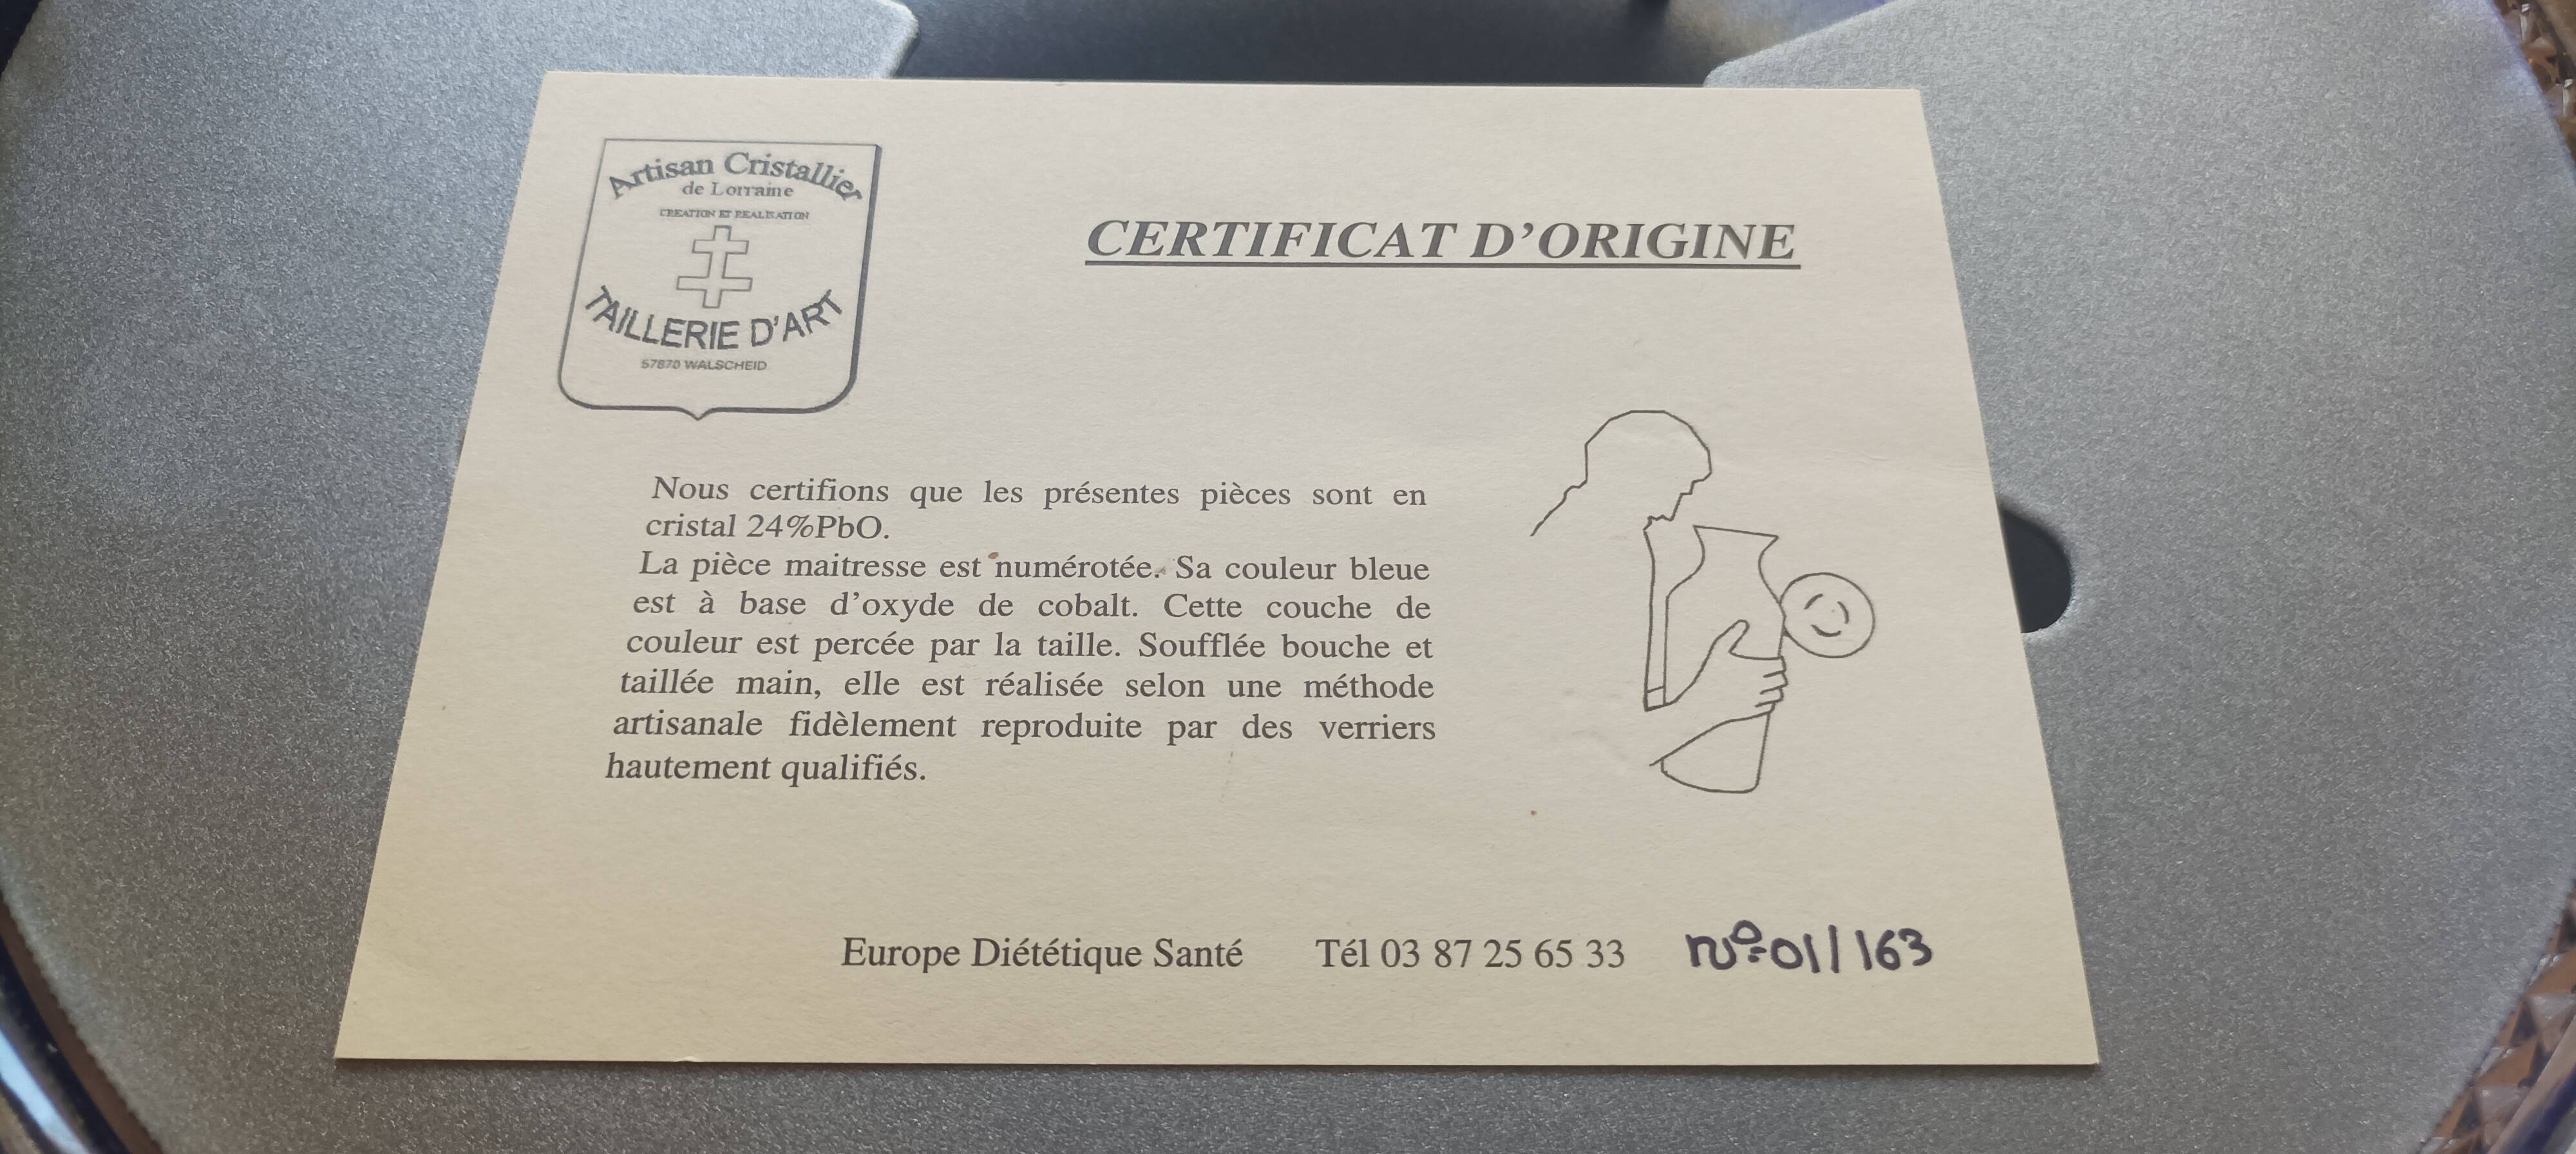 Artisan Cristallier
de Lorraine
CREATION ET REALISATION
TAILLERIE D'ART
57870 WALSCHEID
CERTIFICAT D'ORIGINE
Nous certifions que les présentes pièces sont en
cristal 24%PbO.
La pièce maitresse est numérotée. Sa couleur bleue
est à base d'oxyde de cobalt. Cette couche de
couleur est percée par la taille. Soufflée bouche et
taillée main, elle est réalisée selon une méthode
artisanale fidèlement reproduite par des verriers
hautement qualifiés.
Europe Diététique Santé Tél 03 87 25 65 33 n°01/163